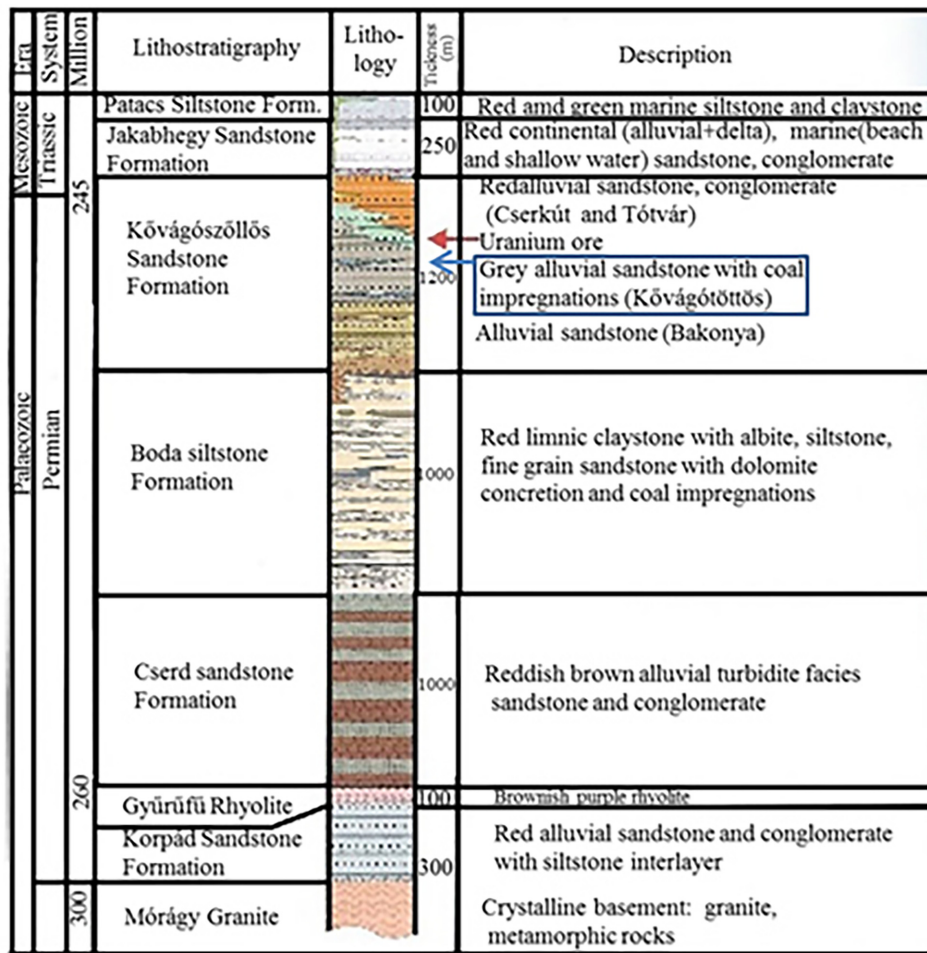 Era
System
Million
Lithostratigraphy
Litho-
logy
Tickness
(m)
Description
Mesozoic
Triassic
Patacs Siltstone Form.
100
Red amd green marine siltstone and claystone
Jakabhegy Sandstone
Formation
250
Red continental (alluvial+delta), marine(beach
and shallow water) sandstone, conglomerate
245
Palaeozoic
Permian
Kővágószőllős
Sandstone
Formation
1200
Redalluvial sandstone, conglomerate
(Cserkút and Tótvár)
Uranium ore
Grey alluvial sandstone with coal
impregnations (Kővágótöttös)
Alluvial sandstone (Bakonya)
Boda siltstone
Formation
1000
Red limnic claystone with albite, siltstone,
fine grain sandstone with dolomite
concretion and coal impregnations
Cserd sandstone
Formation
1000
Reddish brown alluvial turbidite facies
sandstone and conglomerate
260
Gyűrűfű Rhyolite
100
Brownish purple rhyolite
Korpád Sandstone
Formation
300
Red alluvial sandstone and conglomerate
with siltstone interlayer
300
Mórágy Granite
Crystalline basement: granite,
metamorphic rocks